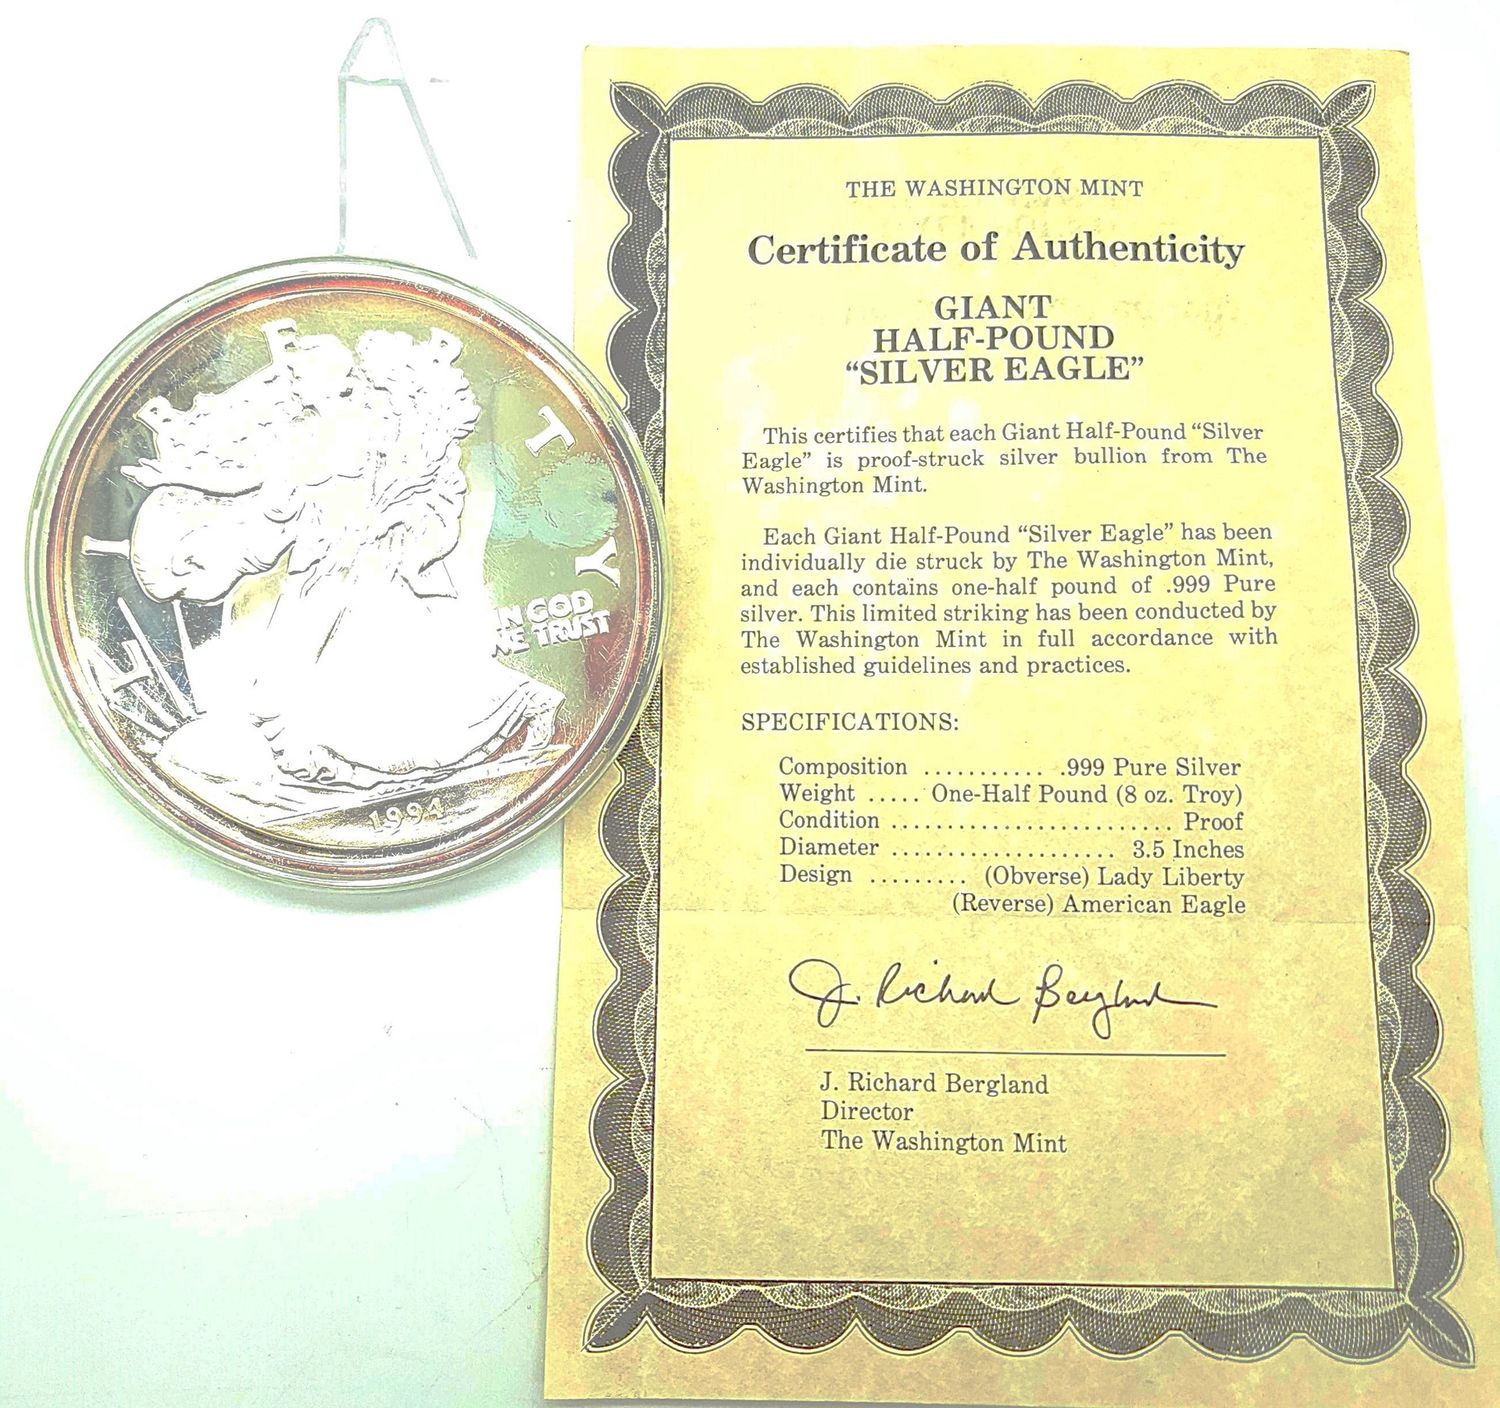 LIBERTY
IN GOD
WE TRUST
1994
THE WASHINGTON MINT
Certificate of Authenticity
GIANT
HALF-POUND
“SILVER EAGLE”
This certifies that each Giant Half-Pound “Silver
Eagle” is proof-struck silver bullion from The
Washington Mint.
Each Giant Half-Pound “Silver Eagle” has been
individually die struck by The Washington Mint,
and each contains one-half pound of .999 Pure
silver. This limited striking has been conducted by
The Washington Mint in full accordance with
established guidelines and practices.
SPECIFICATIONS:
Composition ........... .999 Pure Silver
Weight ..... One-Half Pound (8 oz. Troy)
Condition ......................... Proof
Diameter .................... 3.5 Inches
Design ......... (Obverse) Lady Liberty
(Reverse) American Eagle
J. Richard Bergland
J. Richard Bergland
Director
The Washington Mint